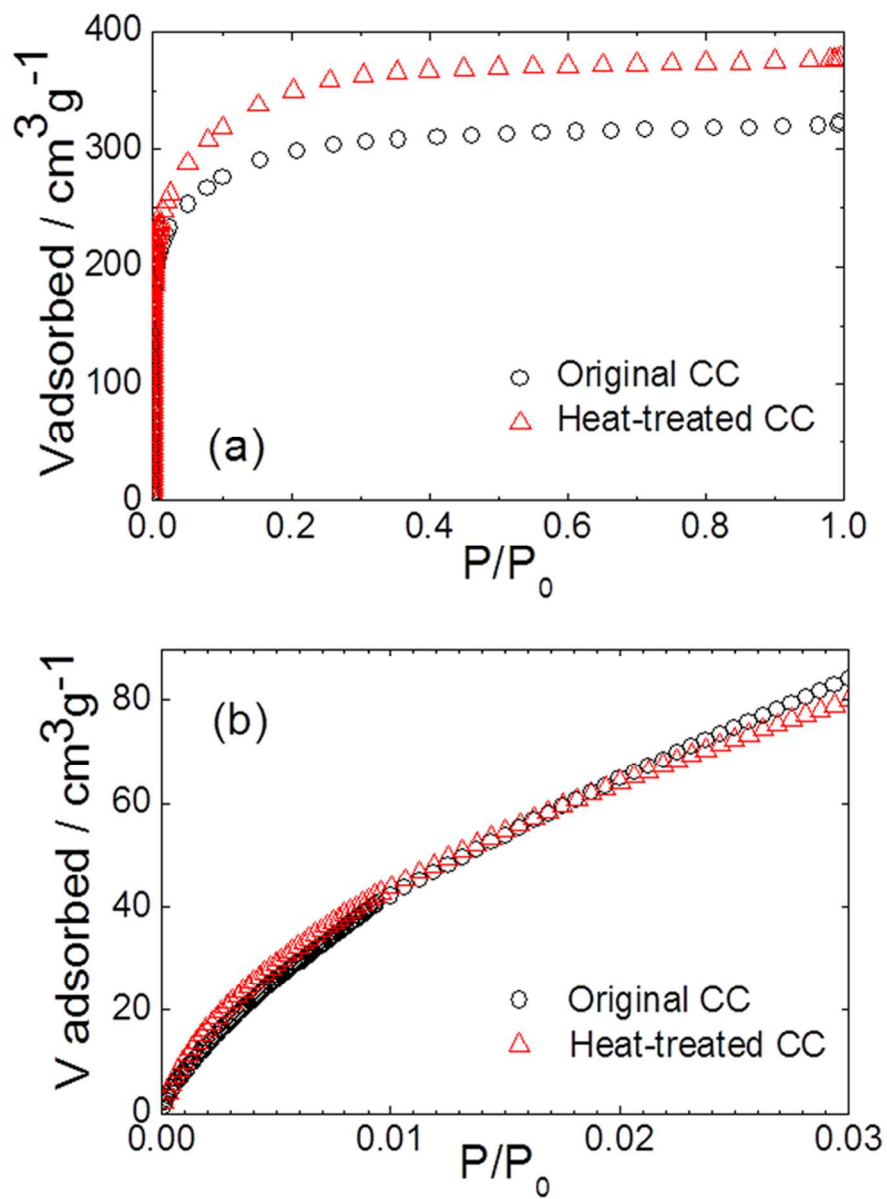 400
300
200
100
0
Vadsorbed / cm3g-1
Original CC
Heat-treated CC
(a)
0.0 0.2 0.4 0.6 0.8 1.0
P/P0
80
60
40
20
0
V adsorbed / cm3g-1
(b)
Original CC
Heat-treated CC
0.00 0.01 0.02 0.03
P/P0